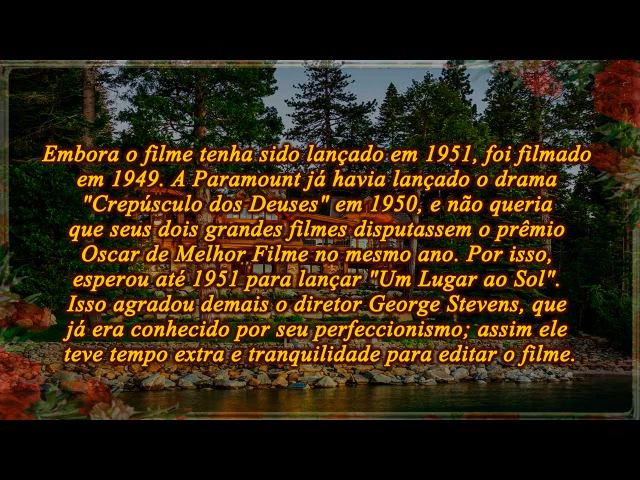 Embora o filme tenha sido lançado em 1951, foi filmado
em 1949. A Paramount já havia lançado o drama
"Crepúsculo dos Deuses" em 1950, e não queria
que seus dois grandes filmes disputassem o prêmio
Oscar de Melhor Filme no mesmo ano. Por isso,
esperou até 1951 para lançar "Um Lugar ao Sol".
Isso agradou demais o diretor George Stevens, que
já era conhecido por seu perfeccionismo; assim ele
teve tempo extra e tranquilidade para editar o filme.